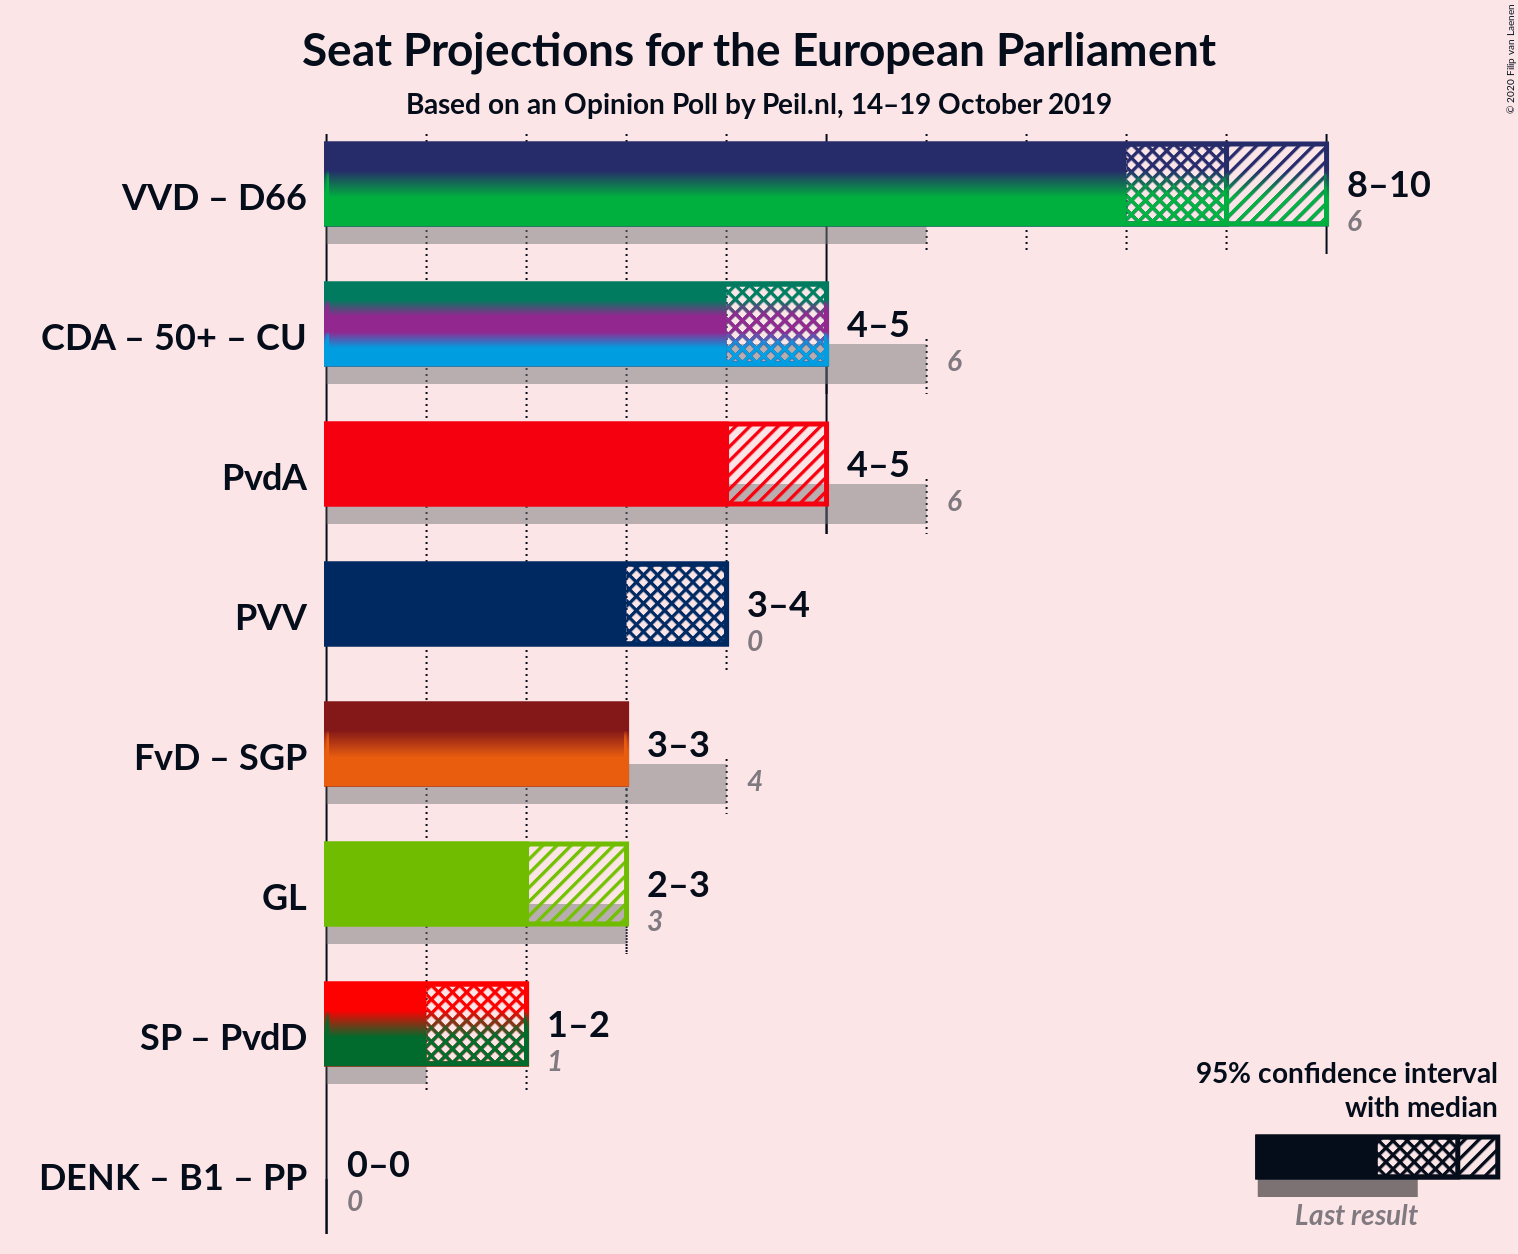 Seat Projections for the European Parliament
Based on an Opinion Poll by Peil.nl, 14–19 October 2019
© 2020 Filip van Laenen
VVD – D66
8–10
6
CDA – 50+ – CU
4–5
6
PvdA
4–5
6
PVV
3–4
0
FvD – SGP
3–3
4
GL
2–3
3
SP – PvdD
1–2
1
DENK – B1 – PP
0–0
0
95% confidence interval
with median
Last result